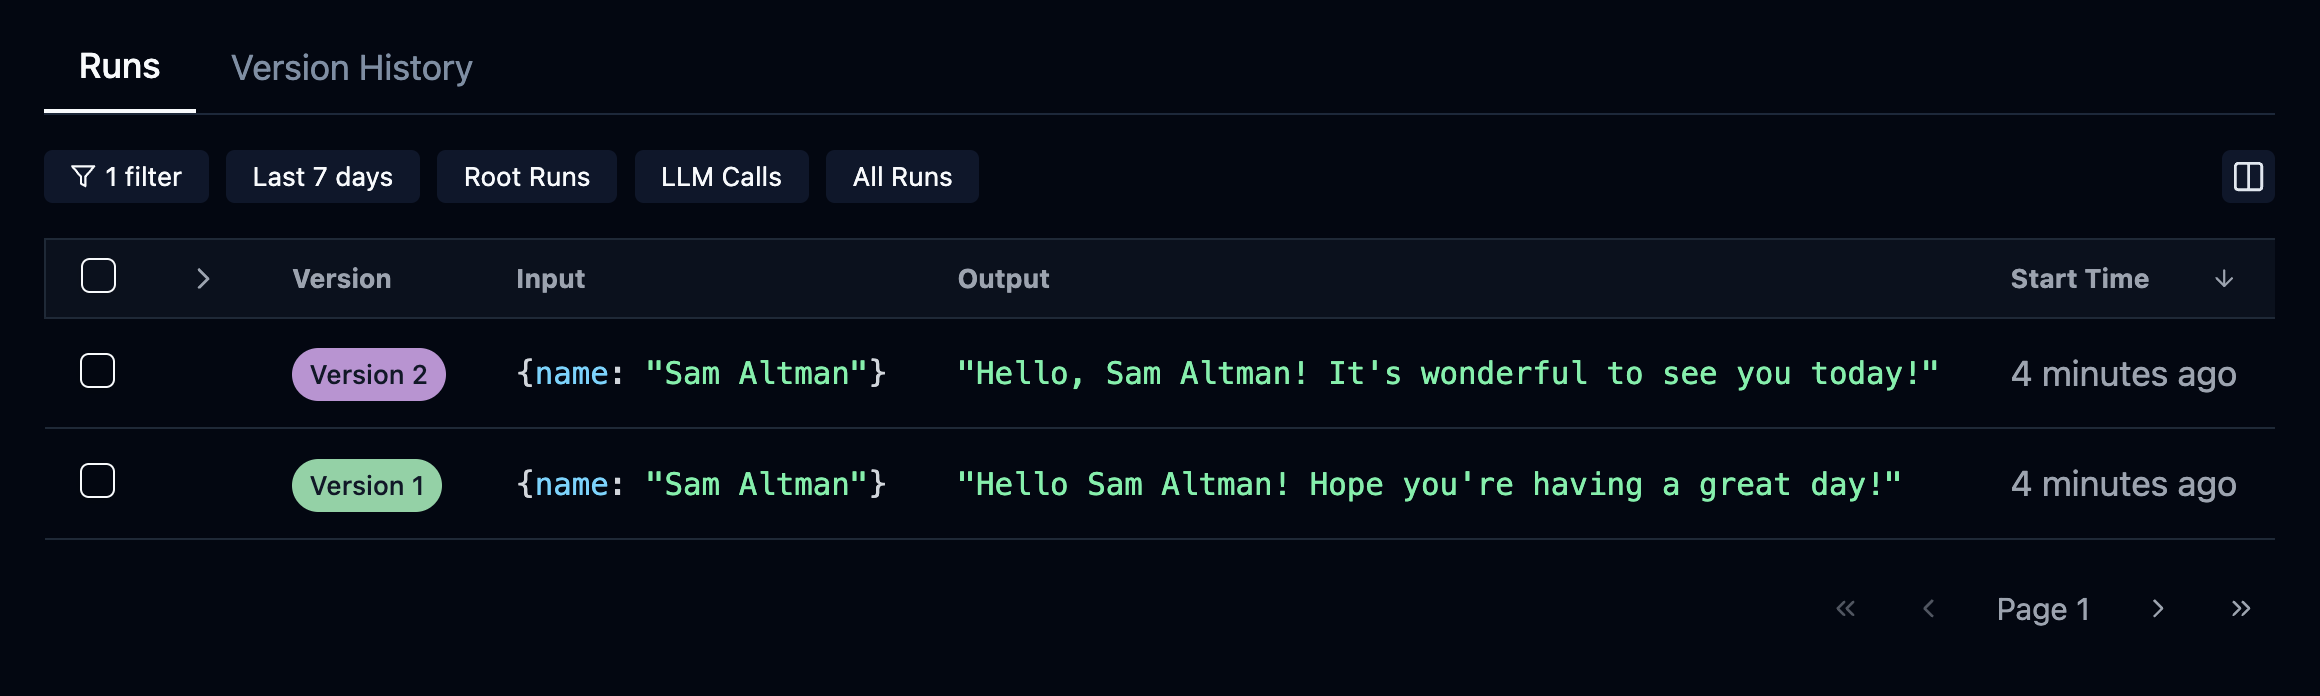 Runs Version History
1 filter Last 7 days Root Runs LLM Calls All Runs
Version Input Output Start Time
Version 2 {name: "Sam Altman"} "Hello, Sam Altman! It's wonderful to see you today!" 4 minutes ago
Version 1 {name: "Sam Altman"} "Hello Sam Altman! Hope you're having a great day!" 4 minutes ago
Page 1